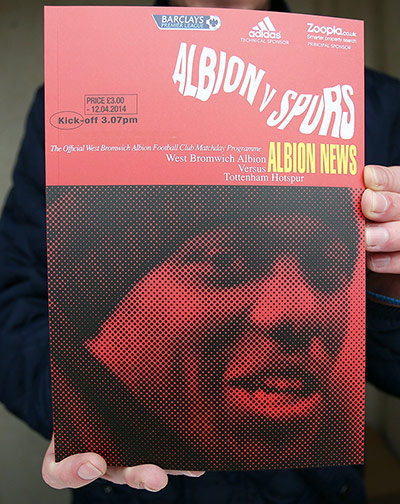 BARCLAYS
PREMIER LEAGUE
adidas
TECHNICAL SPONSOR
Zoopla.co.uk
Smarter property search
PRINCIPAL SPONSOR
ALBION V SPURS
PRICE £3.00
- 12.04.2014
Kick-off 3.07pm
The Official West Bromwich Albion Football Club Matchday Programme
West Bromwich Albion
Versus
Tottenham Hotspur
ALBION NEWS